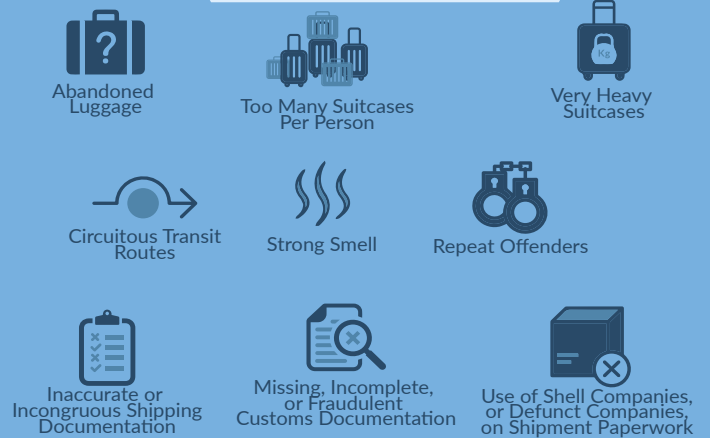 ?
Kg
Abandoned
Luggage
Too Many Suitcases
Per Person
Very Heavy
Suitcases
Circuitous Transit
Routes
Strong Smell
Repeat Offenders
Inaccurate or
Incongruous Shipping
Documentation
Missing, Incomplete,
or Fraudulent
Customs Documentation
Use of Shell Companies,
or Defunct Companies,
on Shipment Paperwork